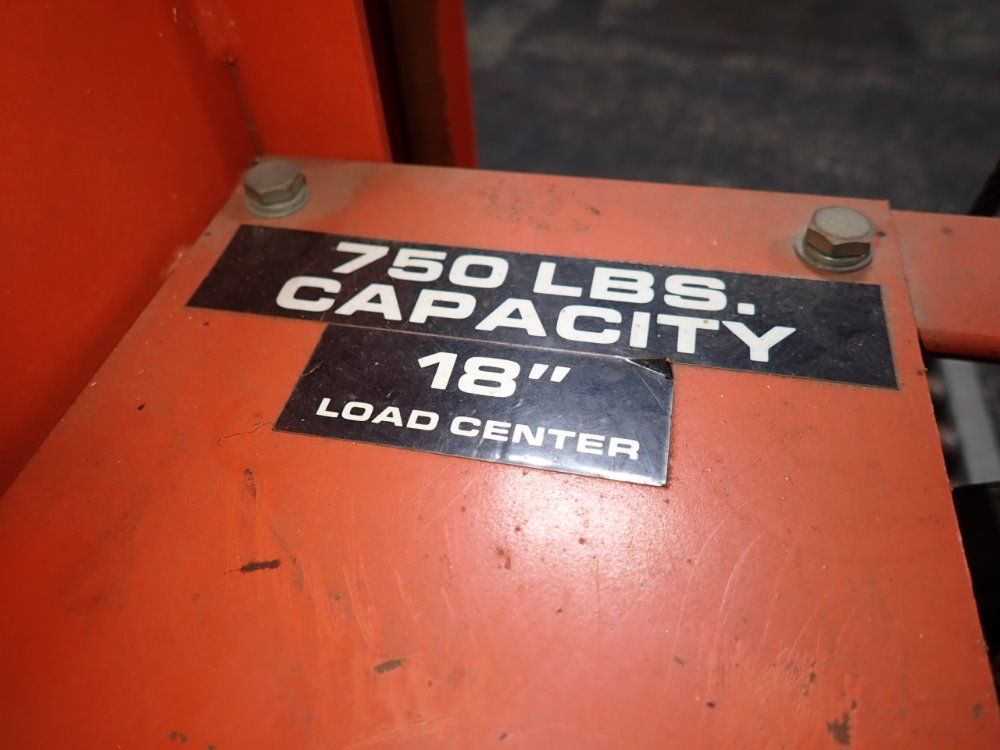 750 LBS.
CAPACITY
18"
LOAD CENTER